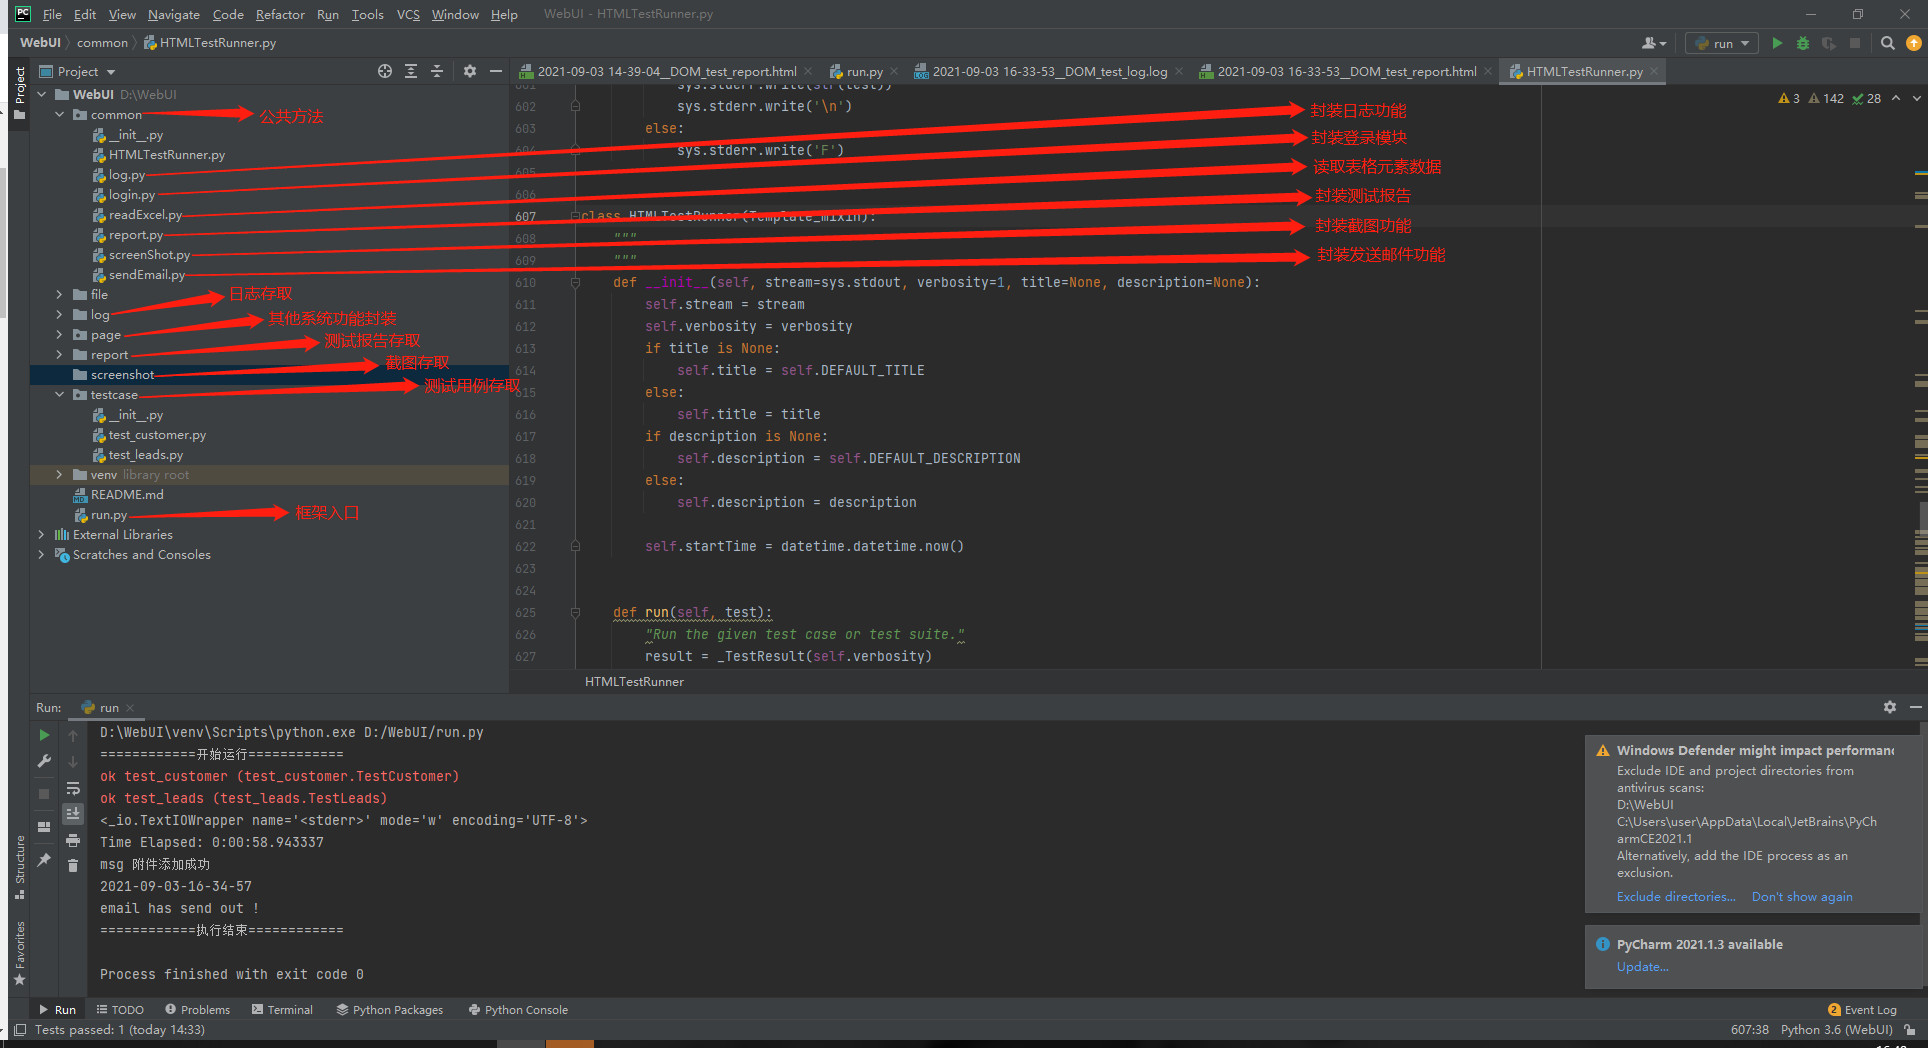 File Edit View Navigate Code Refactor Run Tools VCS Window Help WebUI - HTMLTestRunner.py
WebUI common HTMLTestRunner.py run
Project
2021-09-03 14-39-04__DOM_test_report.html run.py 2021-09-03 16-33-53__DOM_test_log.log 2021-09-03 16-33-53__DOM_test_report.html HTMLTestRunner.py
Project
WebUI D:\WebUI
common 公共方法
__init__.py
HTMLTestRunner.py
log.py 封装日志功能
login.py 封装登录模块
readExcel.py 读取表格元素数据
report.py 封装测试报告
screenShot.py 封装截图功能
sendEmail.py 封装发送邮件功能
file
log 日志存取
page 其他系统功能封装
report 测试报告存取
screenshot 截图存取
testcase 测试用例存取
__init__.py
test_customer.py
test_leads.py
venv library root
README.md
run.py 框架入口
External Libraries
Scratches and Consoles
3 142 28
601 sys.stderr.write(str(test))
602 sys.stderr.write('\n')
603 else:
604 sys.stderr.write('F')
605
606
607 class HTMLTestRunner(Template_mixin):
608 """
609 """
610 def __init__(self, stream=sys.stdout, verbosity=1, title=None, description=None):
611 self.stream = stream
612 self.verbosity = verbosity
613 if title is None:
614 self.title = self.DEFAULT_TITLE
615 else:
616 self.title = title
617 if description is None:
618 self.description = self.DEFAULT_DESCRIPTION
619 else:
620 self.description = description
621
622 self.startTime = datetime.datetime.now()
623
624
625 def run(self, test):
626 "Run the given test case or test suite."
627 result = _TestResult(self.verbosity)
HTMLTestRunner
Run: run
D:\WebUI\venv\Scripts\python.exe D:/WebUI/run.py
============开始运行============
ok test_customer (test_customer.TestCustomer)
ok test_leads (test_leads.TestLeads)
<_io.TextIOWrapper name='<stderr>' mode='w' encoding='UTF-8'>
Time Elapsed: 0:00:58.943337
msg 附件添加成功
2021-09-03-16-34-57
email has send out !
============执行结束============
Process finished with exit code 0
Structure
Favorites
Windows Defender might impact performan
Exclude IDE and project directories from
antivirus scans:
D:\WebUI
C:\Users\user\AppData\Local\JetBrains\PyCh
armCE2021.1
Alternatively, add the IDE process as an
exclusion.
Exclude directories... Don't show again
PyCharm 2021.1.3 available
Update...
Run TODO Problems Terminal Python Packages Python Console 2 Event Log
Tests passed: 1 (today 14:33) 607:38 Python 3.6 (WebUI)